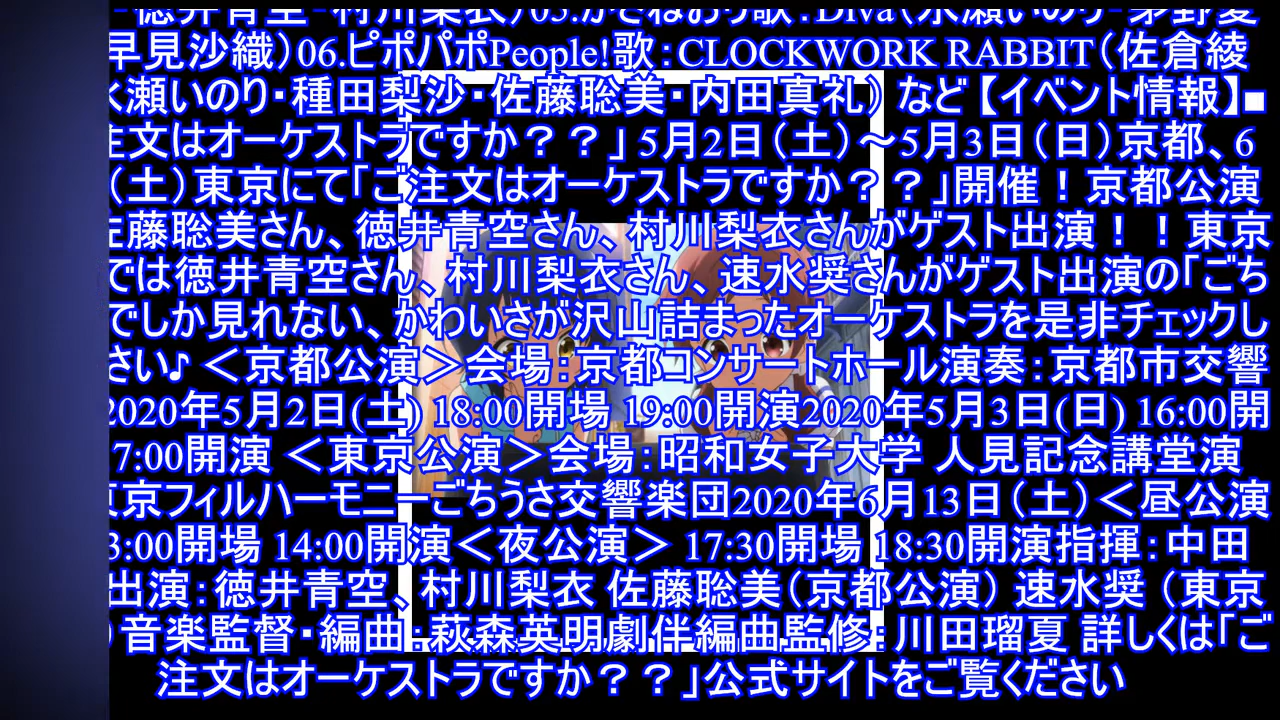 徳井青空・村川梨衣)05.かさねおり歌：Diva（水瀬いのり・茅野愛
早見沙織）06.ピポパポPeople!歌：CLOCKWORK RABBIT（佐倉綾
水瀬いのり・種田梨沙・佐藤聡美・内田真礼） など【イベント情報】■
注文はオーケストラですか？？」 5月2日（土）～5月3日（日）京都、6
（土）東京にて「ご注文はオーケストラですか？？」開催！京都公演
佐藤聡美さん、徳井青空さん、村川梨衣さんがゲスト出演！！東京
では徳井青空さん、村川梨衣さん、速水奨さんがゲスト出演の「ごち
でしか見れない、かわいさが沢山詰まったオーケストラを是非チェックし
さい♪ ＜京都公演＞会場：京都コンサートホール演奏：京都市交響
2020年5月2日(土) 18:00開場 19:00開演2020年5月3日(日) 16:00開
7:00開演 ＜東京公演＞会場：昭和女子大学 人見記念講堂演
東京フィルハーモニーごちうさ交響楽団2020年6月13日（土）＜昼公演
3:00開場 14:00開演＜夜公演＞ 17:30開場 18:30開演指揮：中田
出演：徳井青空、村川梨衣 佐藤聡美（京都公演） 速水奨 （東京
）音楽監督・編曲：萩森英明劇伴編曲監修：川田瑠夏 詳しくは「ご
注文はオーケストラですか？？」公式サイトをご覧ください